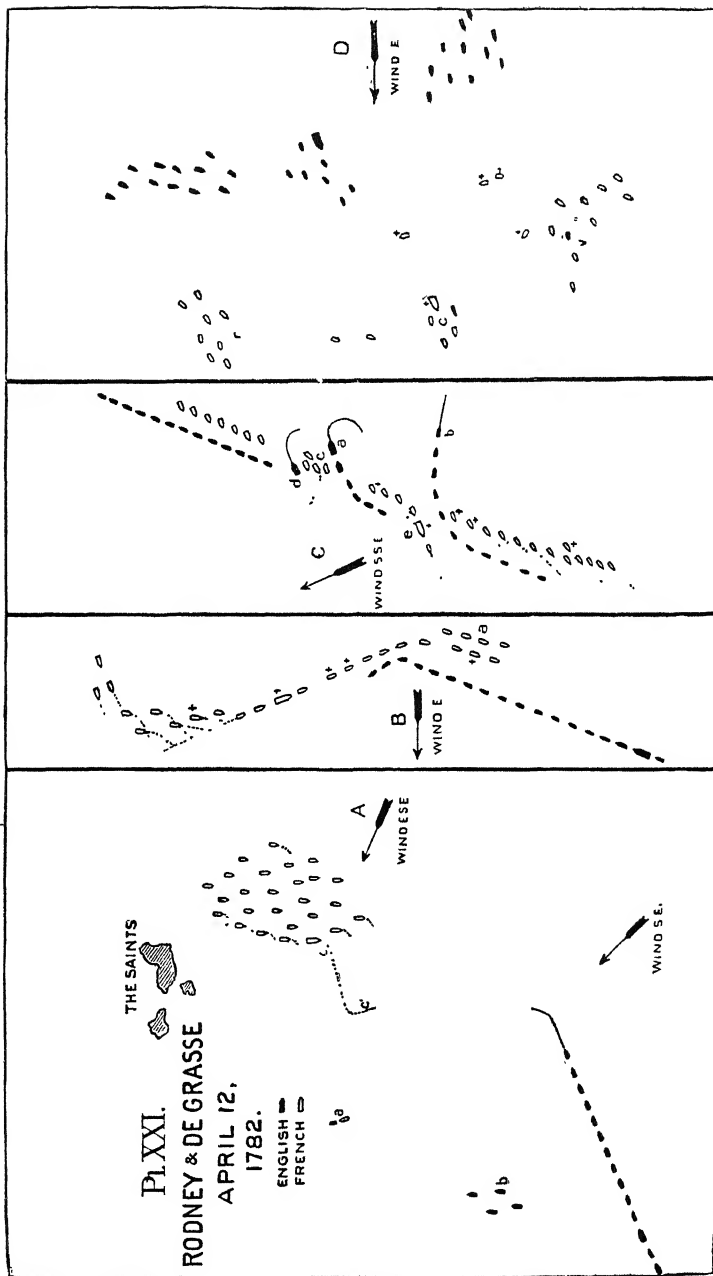 Pl. XXI.
RODNEY & DE GRASSE
APRIL 12,
1782.
ENGLISH
FRENCH
THE SAINTS
A
WIND ESE
WIND S.E.
a
b
c
c'
B
WIND E
a
C
WIND SSE
a
b
c
d
e
D
WIND E
r
c
v